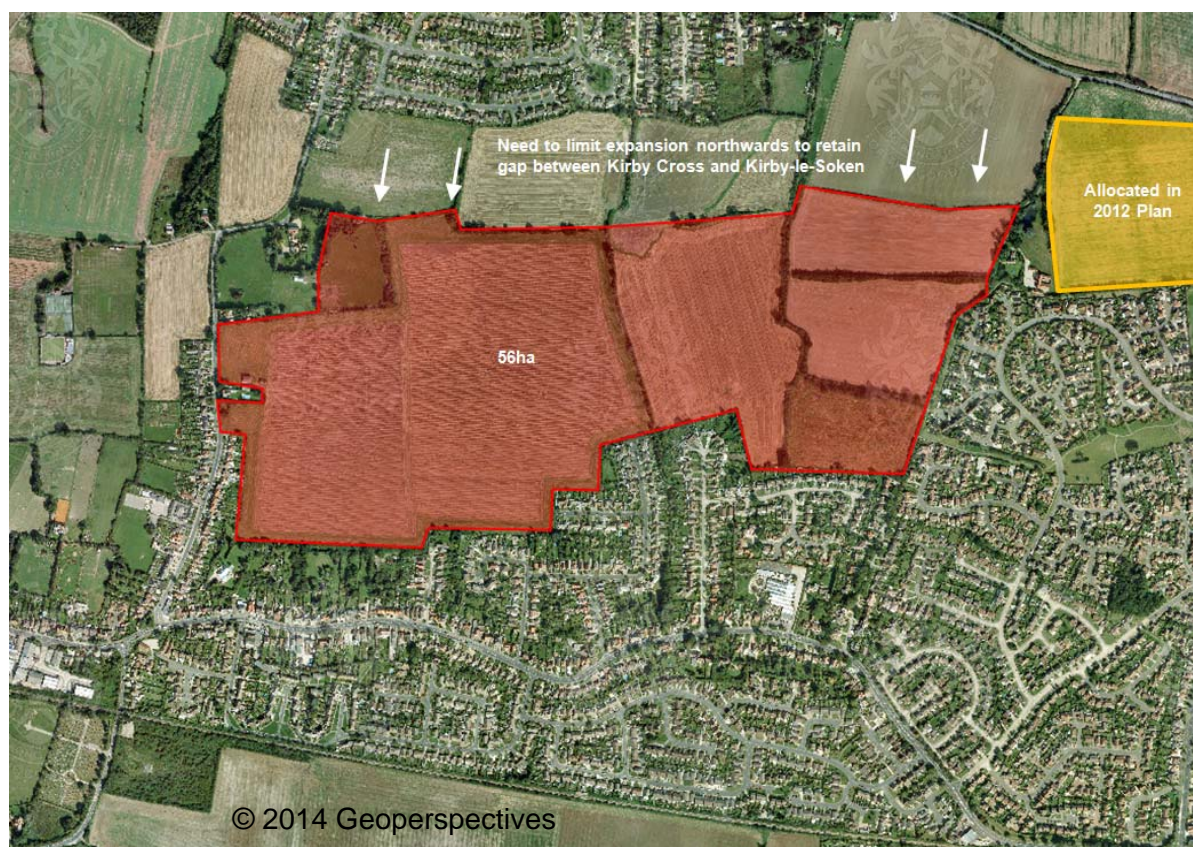 Need to limit expansion northwards to retain
gap between Kirby Cross and Kirby-le-Soken
Allocated in
2012 Plan
56ha
© 2014 Geoperspectives